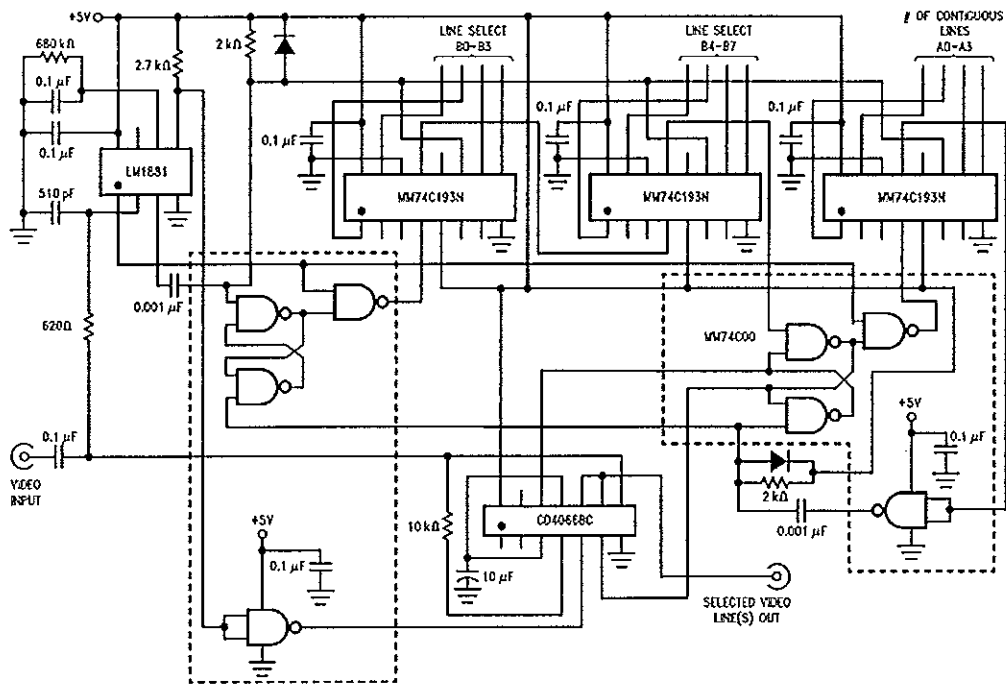 +5V
680 kΩ
0.1 µF
0.1 µF
510 pF
2.7 kΩ
2 kΩ
LM1881
LINE SELECT
B0-B3
LINE SELECT
B4-B7
# OF CONTIGUOUS
LINES
A0-A3
0.1 µF
0.1 µF
0.1 µF
MM74C193N
MM74C193N
MM74C193N
0.001 µF
620Ω
MM74C00
+5V
0.1 µF
2 kΩ
0.001 µF
0.1 µF
VIDEO
INPUT
10 kΩ
CD4066BC
10 µF
+5V
0.1 µF
SELECTED VIDEO
LINE(S) OUT